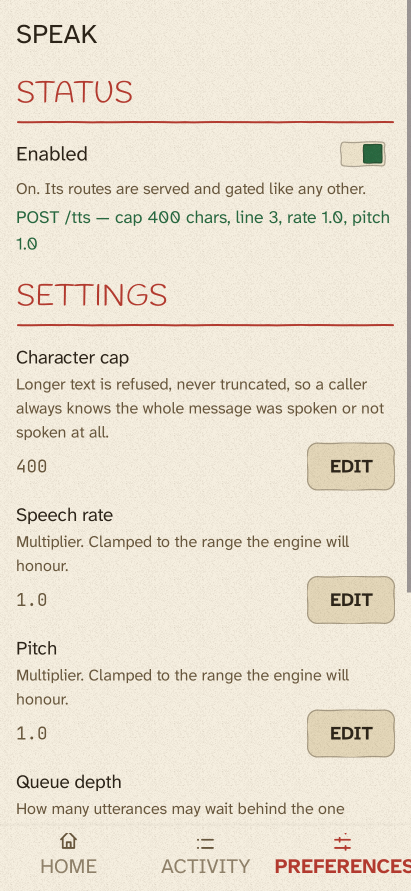 SPEAK
STATUS
Enabled
On. Its routes are served and gated like any other.
POST /tts — cap 400 chars, line 3, rate 1.0, pitch
1.0
SETTINGS
Character cap
Longer text is refused, never truncated, so a caller
always knows the whole message was spoken or not
spoken at all.
400
EDIT
Speech rate
Multiplier. Clamped to the range the engine will
honour.
1.0
EDIT
Pitch
Multiplier. Clamped to the range the engine will
honour.
1.0
EDIT
Queue depth
How many utterances may wait behind the one
HOME
ACTIVITY
PREFERENCES